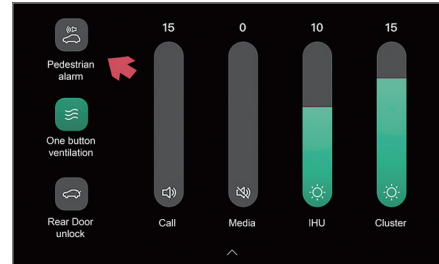 15
0
10
15
Pedestrian
alarm
One button
ventilation
Rear Door
unlock
Call
Media
IHU
Cluster